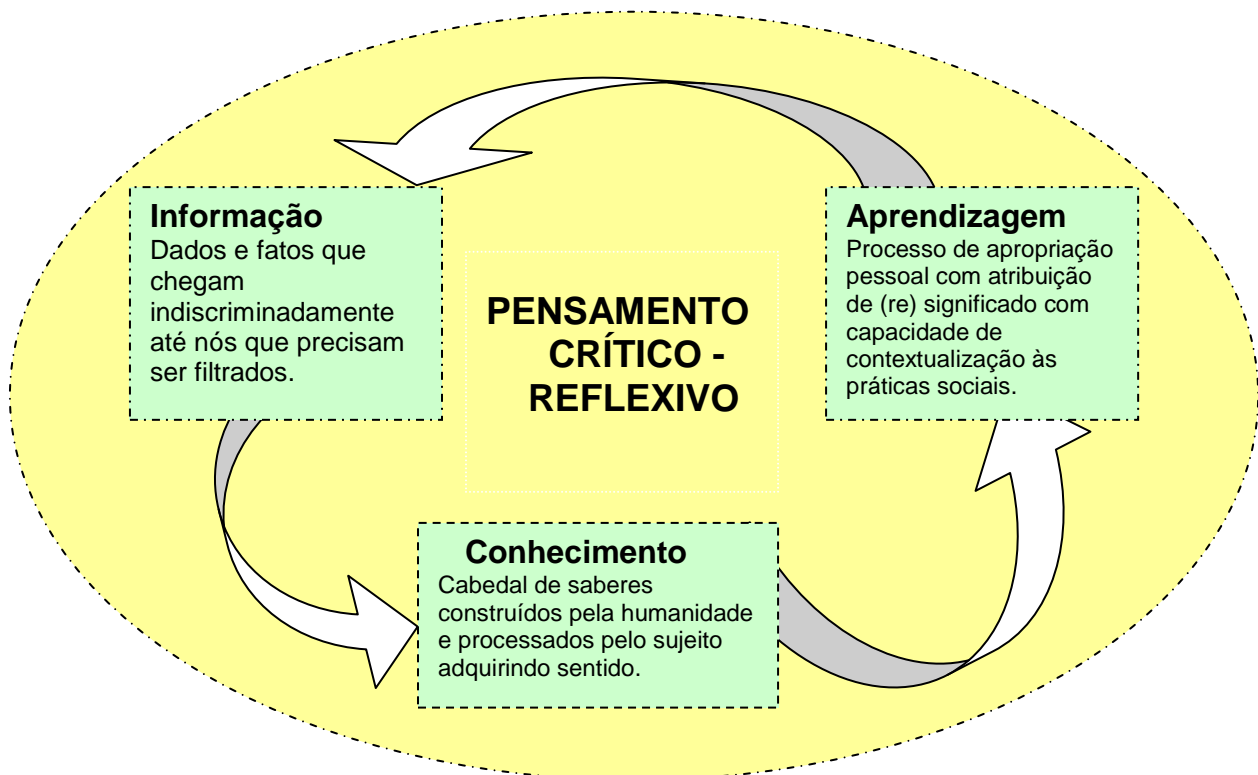 Informação
Dados e fatos que
chegam
indiscriminadamente
até nós que precisam
ser filtrados.
PENSAMENTO
CRÍTICO -
REFLEXIVO
Aprendizagem
Processo de apropriação
pessoal com atribuição
de (re) significado com
capacidade de
contextualização às
práticas sociais.
Conhecimento
Cabedal de saberes
construídos pela humanidade
e processados pelo sujeito
adquirindo sentido.